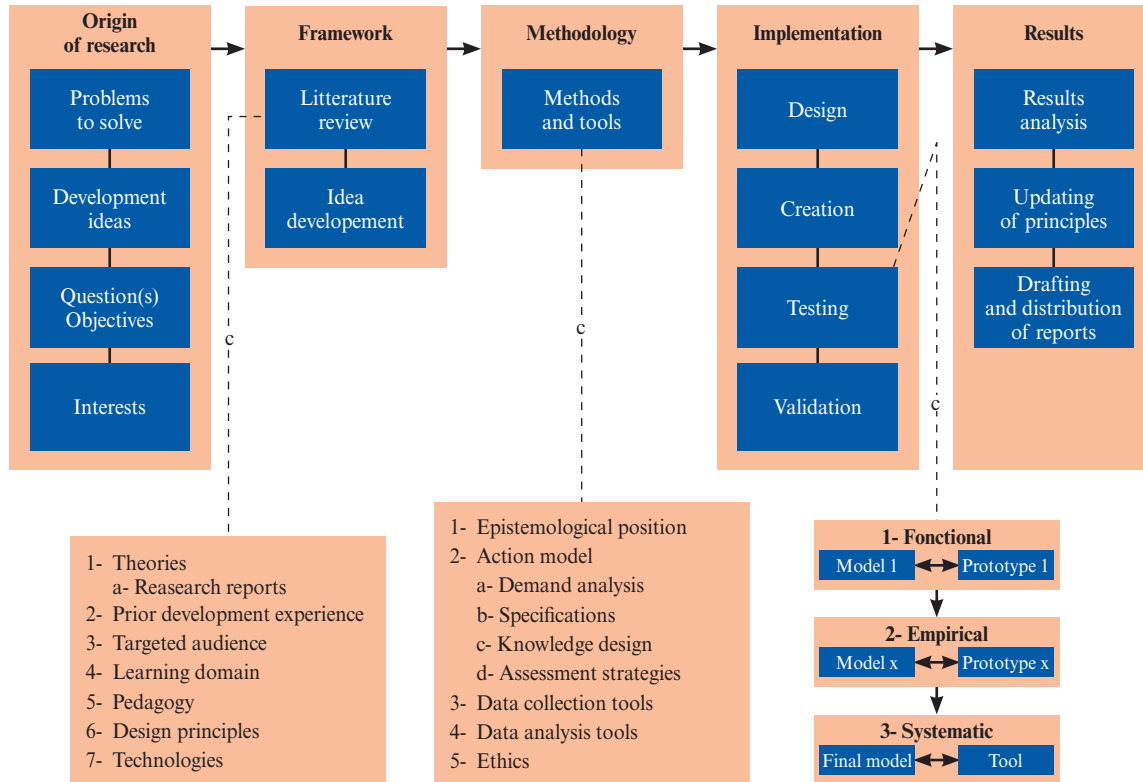 Origin
of research
Problems
to solve
Development
ideas
Question(s)
Objectives
Interests
Framework
Litterature
review
Idea
developement
Methodology
Methods
and tools
Implementation
Design
Creation
Testing
Validation
Results
Results
analysis
Updating
of principles
Drafting
and distribution
of reports
c
c
c
1- Theories
a- Reasearch reports
2- Prior development experience
3- Targeted audience
4- Learning domain
5- Pedagogy
6- Design principles
7- Technologies
1- Epistemological position
2- Action model
a- Demand analysis
b- Specifications
c- Knowledge design
d- Assessment strategies
3- Data collection tools
4- Data analysis tools
5- Ethics
1- Fonctional
Model 1
Prototype 1
2- Empirical
Model x
Prototype x
3- Systematic
Final model
Tool